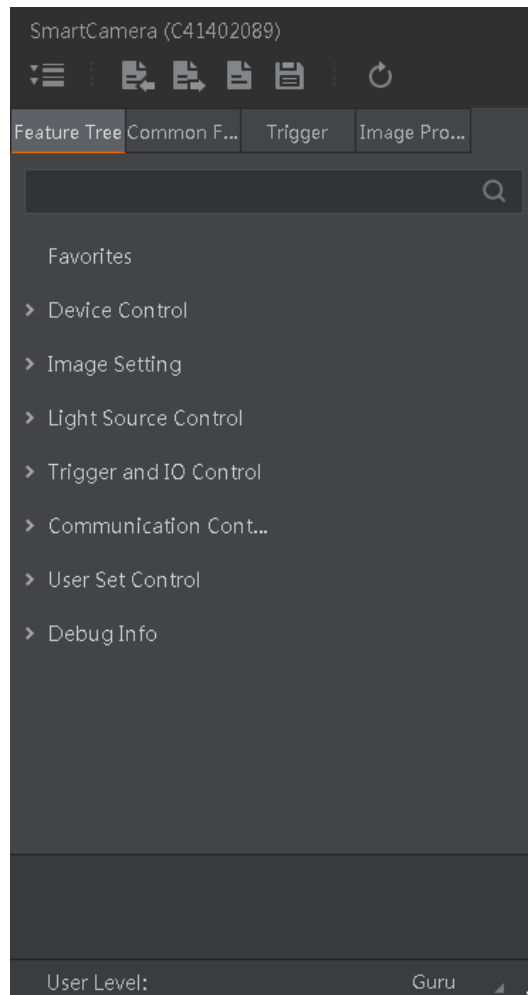 SmartCamera (C41402089)
Feature Tree Common F... Trigger Image Pro...
Favorites
Device Control
Image Setting
Light Source Control
Trigger and IO Control
Communication Cont...
User Set Control
Debug Info
User Level: Guru